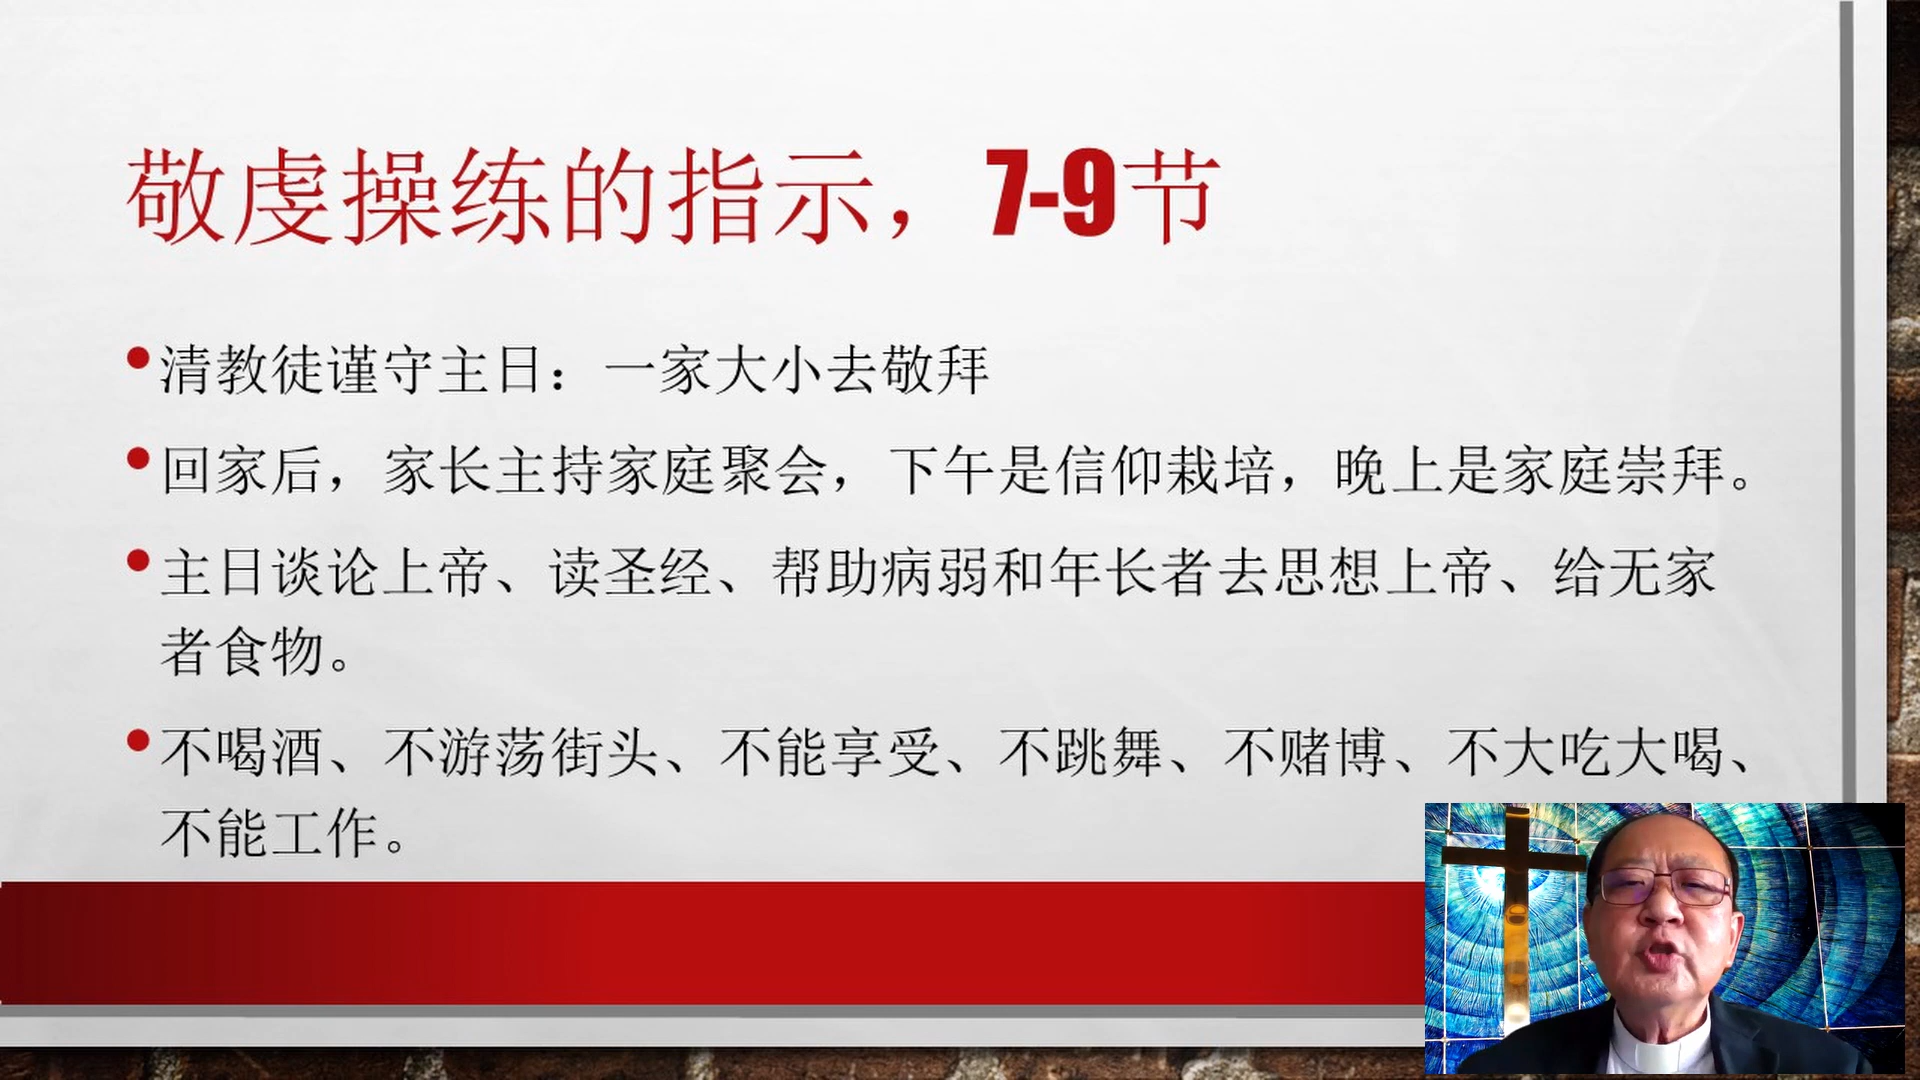 敬虔操练的指示，7-9节
•清教徒谨守主日：一家大小去敬拜
•回家后，家长主持家庭聚会，下午是信仰栽培，晚上是家庭崇拜。
•主日谈论上帝、读圣经、帮助病弱和年长者去思想上帝、给无家
者食物。
•不喝酒、不游荡街头、不能享受、不跳舞、不赌博、不大吃大喝、
不能工作。